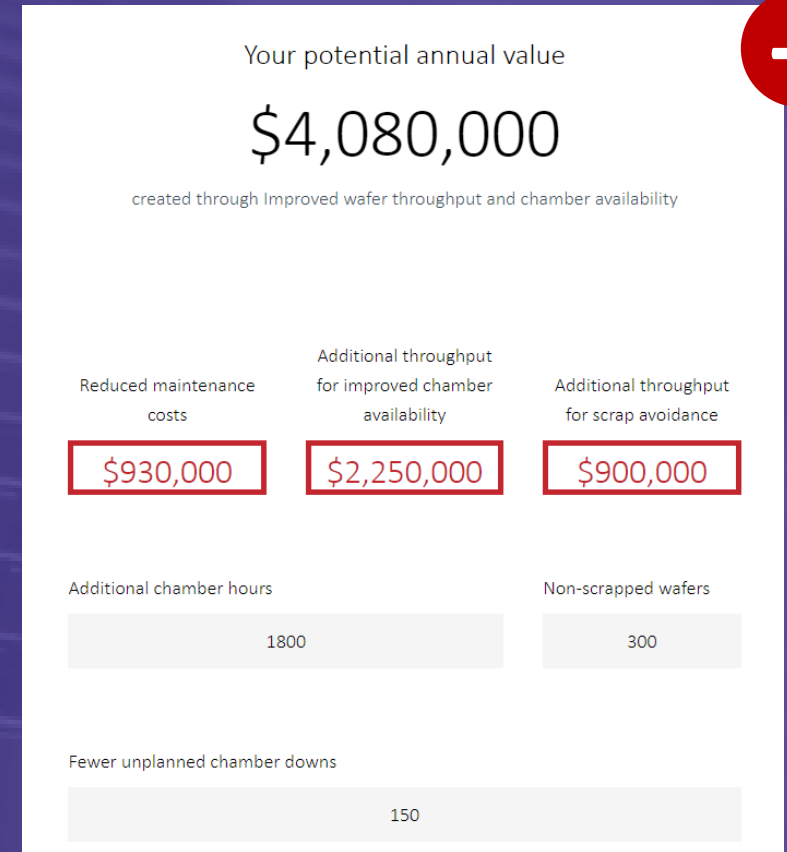 Your potential annual value
$4,080,000
created through Improved wafer throughput and chamber availability
Reduced maintenance
costs
$930,000
Additional throughput
for improved chamber
availability
$2,250,000
Additional throughput
for scrap avoidance
$900,000
Additional chamber hours
1800
Non-scrapped wafers
300
Fewer unplanned chamber downs
150